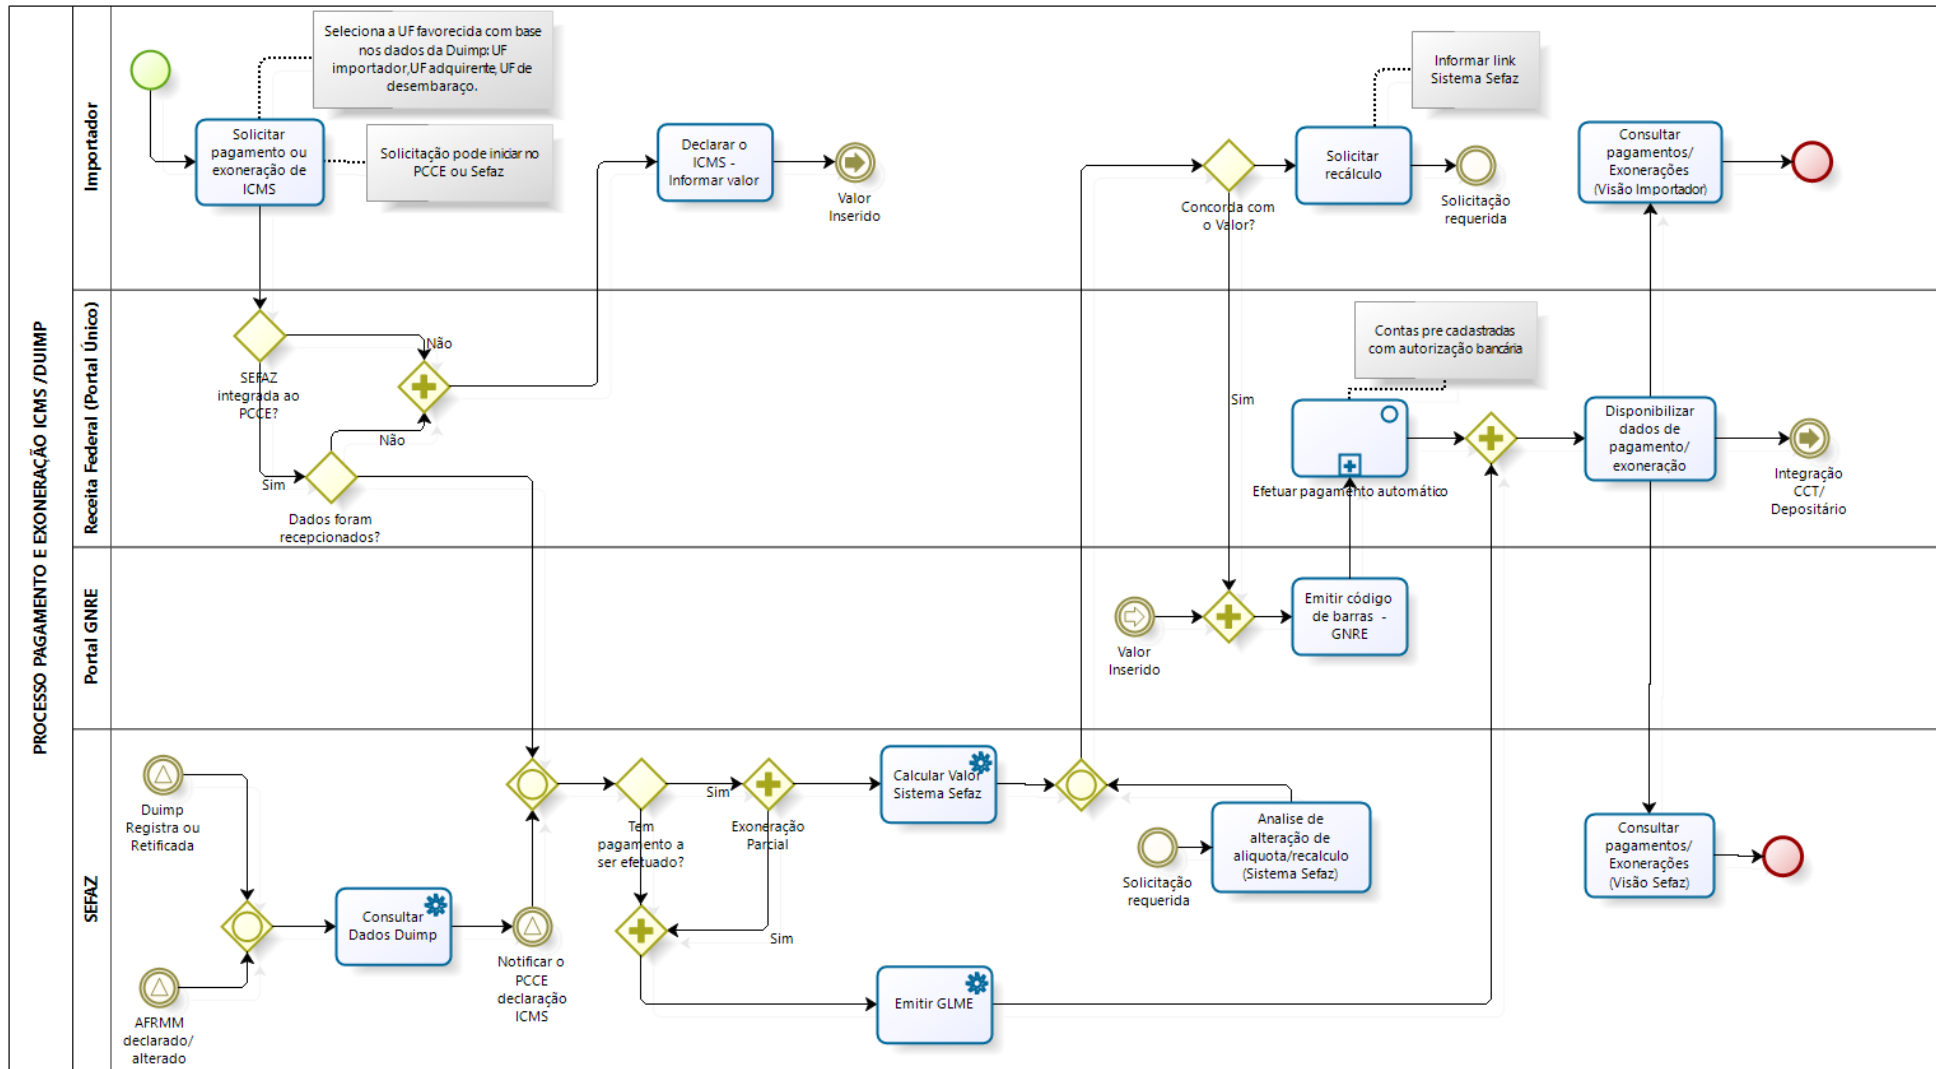 PROCESSO PAGAMENTO E EXONERAÇÃO ICMS /DUIMP
Importador
Seleciona a UF favorecida com base
nos dados da Duimp: UF
importador,UF adquirente, UF de
desembaraço.
Solicitar
pagamento ou
exoneração de
ICMS
Solicitação pode iniciar no
PCCE ou Sefaz
Declarar o
ICMS -
Informar valor
Valor
Inserido
Concorda com
o Valor?
Solicitar
recálculo
Informar link
Sistema Sefaz
Solicitação
requerida
Consultar
pagamentos/
Exonerações
(Visão Importador)
Receita Federal (Portal Único)
SEFAZ
integrada ao
PCCE?
Não
Não
Sim
Dados foram
recepcionados?
Sim
Contas pre cadastradas
com autorização bancária
Efetuar pagamento automático
Disponibilizar
dados de
pagamento/
exoneração
Integração
CCT/
Depositário
Portal GNRE
Valor
Inserido
Emitir código
de barras -
GNRE
SEFAZ
Duimp
Registra ou
Retificada
AFRMM
declarado/
alterado
Consultar
Dados Duimp
Notificar o
PCCE
declaração
ICMS
Tem
pagamento a
ser efetuado?
Sim
Exoneração
Parcial
Sim
Calcular Valor
Sistema Sefaz
Emitir GLME
Solicitação
requerida
Analise de
alteração de
aliquota/recalculo
(Sistema Sefaz)
Consultar
pagamentos/
Exonerações
(Visão Sefaz)